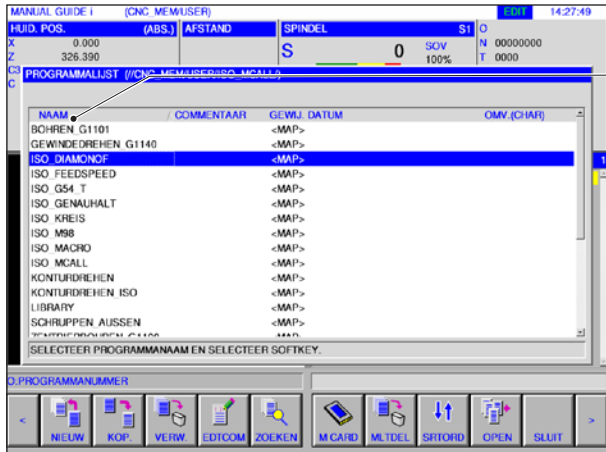 MANUAL GUIDE i (CNC_MEM/USER) EDIT 14:27:49
HUID. POS. (ABS.) AFSTAND SPINDEL S1 O
X 0.000 S 0 SOV 100% N 00000000
Z 326.390 T 0000
C3
C
PROGRAMMALIJST (//CNC_MEM/USER/ISO_MCALL/)
NAAM / COMMENTAAR GEWIJ. DATUM OMV.(CHAR)
BOHREN_G1101 <MAP>
GEWINDEDREHEN_G1140 <MAP>
ISO_DIAMONOF <MAP>
ISO_FEEDSPEED <MAP>
ISO_G54_T <MAP>
ISO_GENAUHALT <MAP>
ISO_KREIS <MAP>
ISO_M98 <MAP>
ISO_MACRO <MAP>
ISO_MCALL <MAP>
KONTURDREHEN <MAP>
KONTURDREHEN_ISO <MAP>
LIBRARY <MAP>
SCHRUPPEN_AUSSEN <MAP>
SELECTEER PROGRAMMANAAM EN SELECTEER SOFTKEY.
O.PROGRAMMANUMMER
< NIEUW KOP. VERW. EDTCOM ZOEKEN M CARD MLTDEL SRTORD OPEN SLUIT >